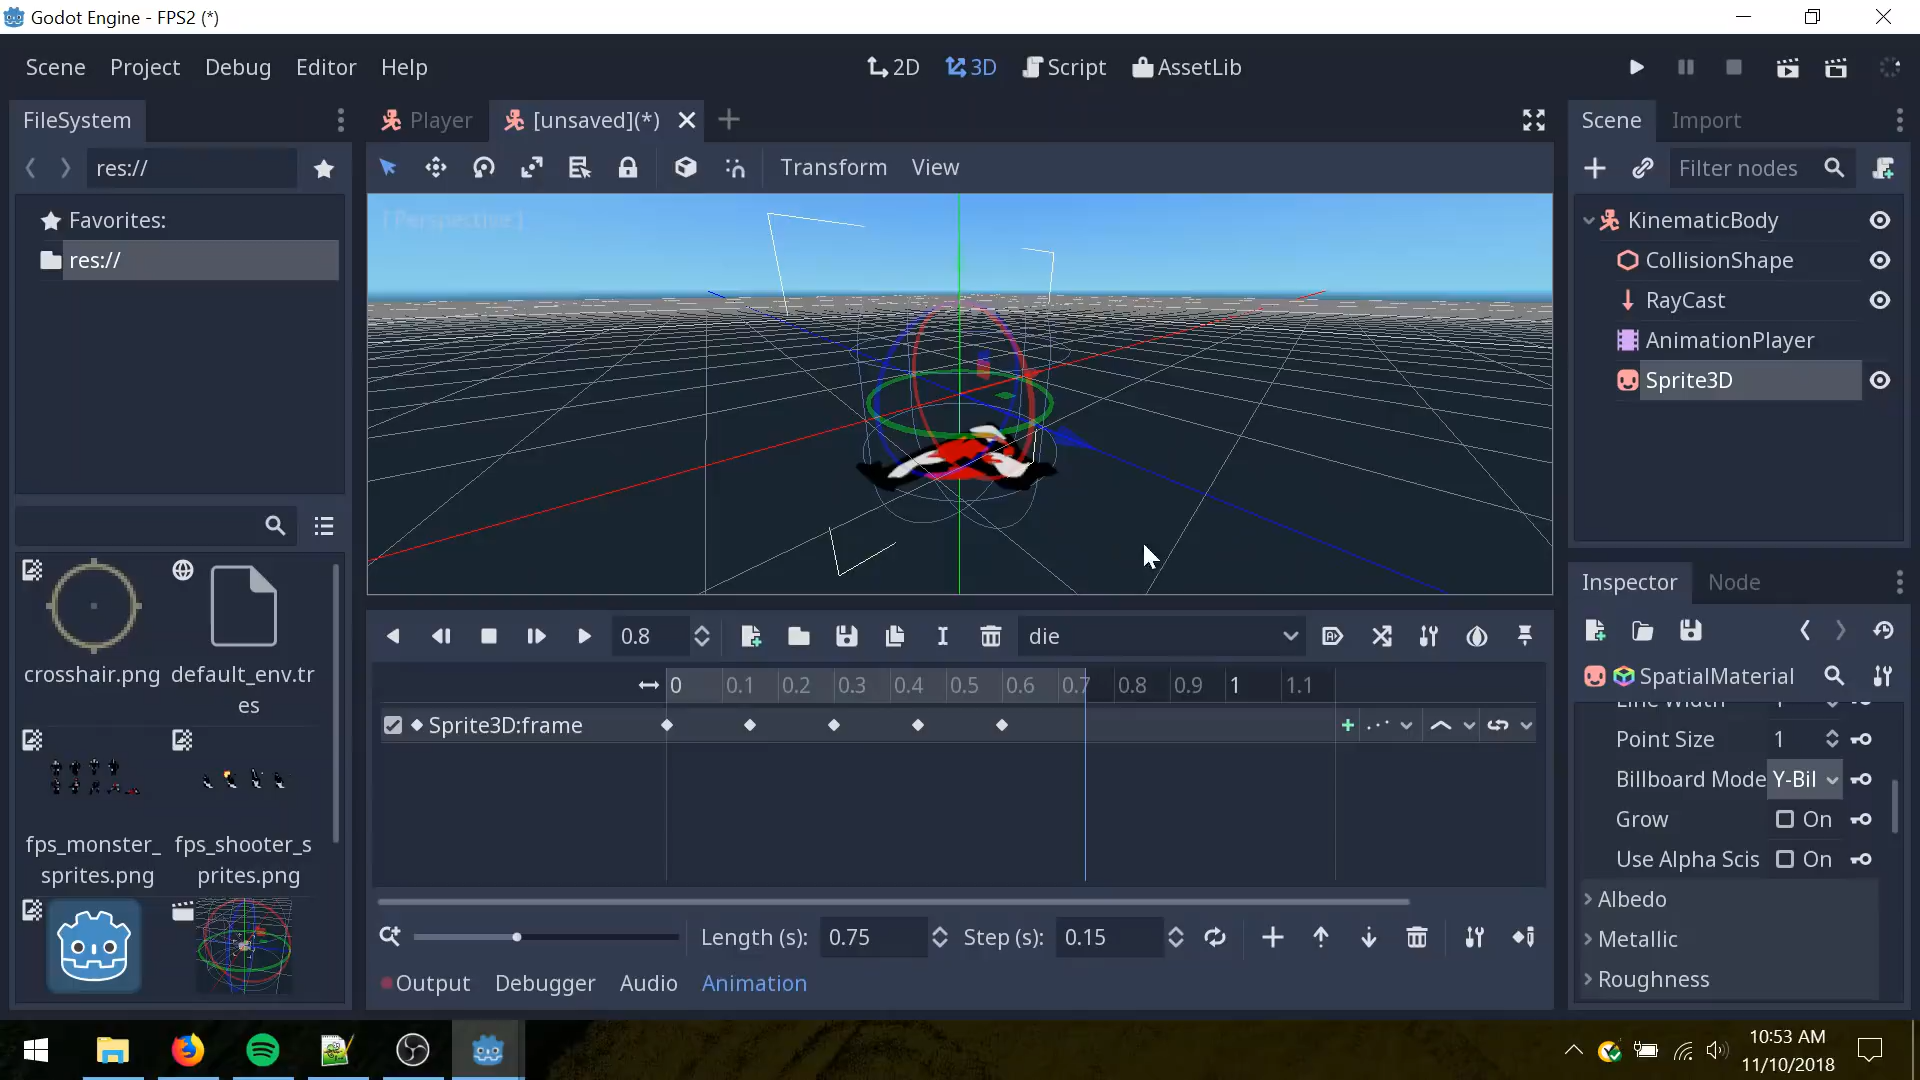 Godot Engine - FPS2 (*)
Scene Project Debug Editor Help
2D 3D Script AssetLib
FileSystem
Player [unsaved](*)
Scene Import
res://
Transform View
Filter nodes
Favorites:
res://
[ Perspective ]
KinematicBody
CollisionShape
RayCast
AnimationPlayer
Sprite3D
crosshair.png
default_env.tr
es
fps_monster_
sprites.png
fps_shooter_s
prites.png
0.8
die
0 0.1 0.2 0.3 0.4 0.5 0.6 0.7 0.8 0.9 1 1.1
Sprite3D:frame
Length (s): 0.75 Step (s): 0.15
Output Debugger Audio Animation
Inspector Node
SpatialMaterial
Line Width 1
Point Size 1
Billboard Mode Y-Bil
Grow On
Use Alpha Scis On
Albedo
Metallic
Roughness
10:53 AM
11/10/2018